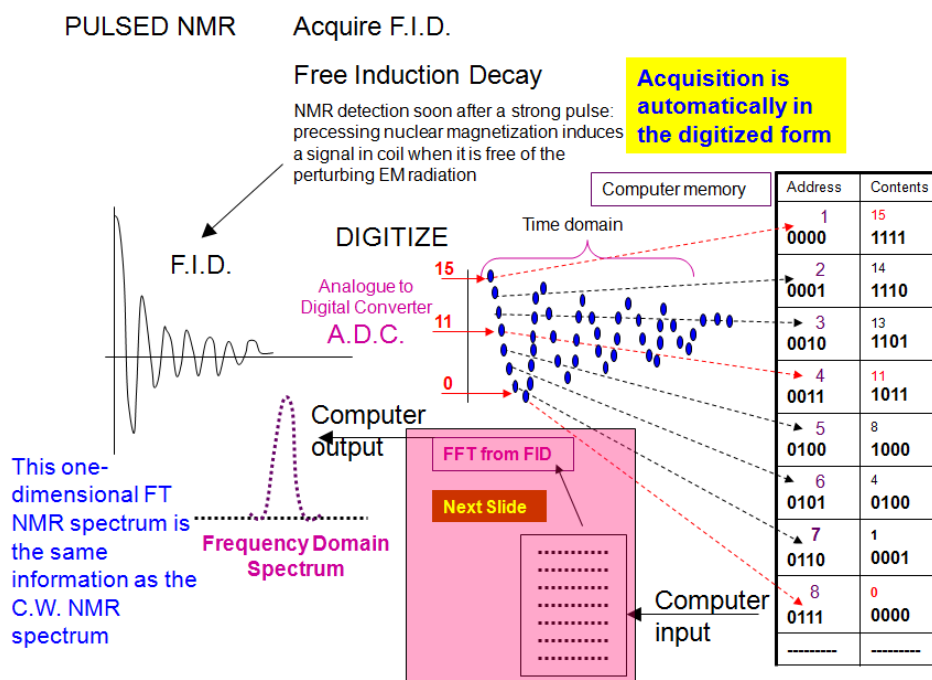 PULSED NMR
Acquire F.I.D.
Free Induction Decay
NMR detection soon after a strong pulse:
precessing nuclear magnetization induces
a signal in coil when it is free of the
perturbing EM radiation
Acquisition is
automatically in
the digitized form
F.I.D.
DIGITIZE
Analogue to
Digital Converter
A.D.C.
15
11
0
Time domain
Computer memory
Address Contents
1 15
0000 1111
2 14
0001 1110
3 13
0010 1101
4 11
0011 1011
5 8
0100 1000
6 4
0101 0100
7 1
0110 0001
8 0
0111 0000
--------- ---------
Computer
output
FFT from FID
Next Slide
Computer
input
This one-
dimensional FT
NMR spectrum is
the same
information as the
C.W. NMR
spectrum
Frequency Domain
Spectrum